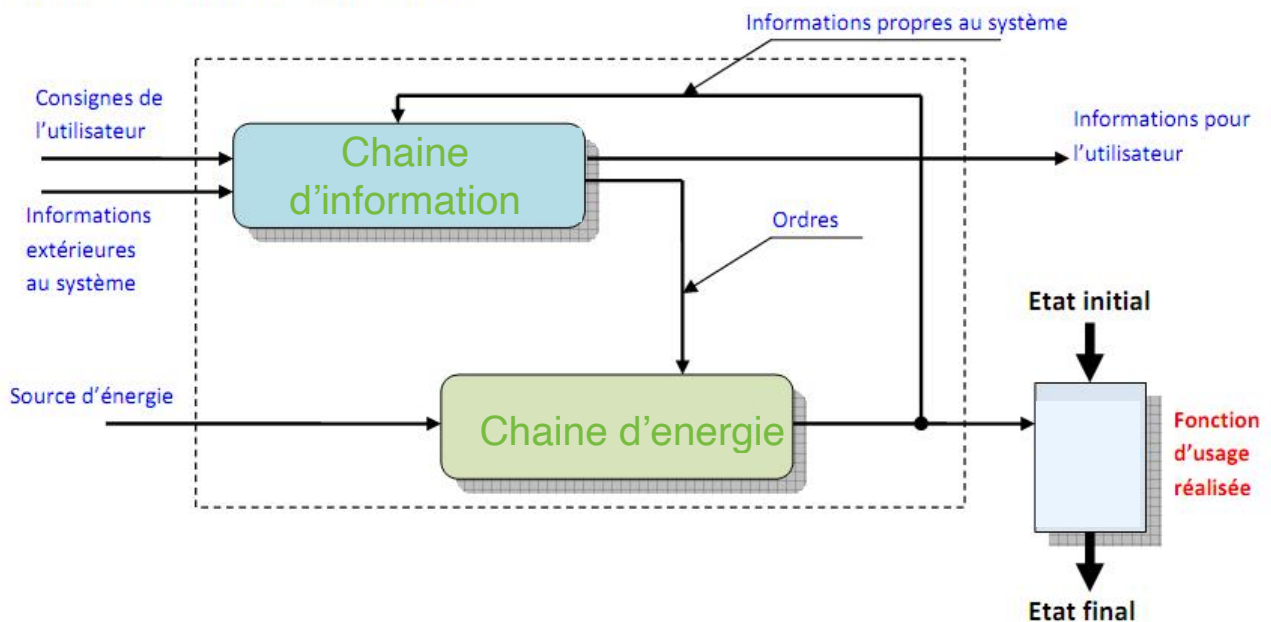 Informations propres au système
Consignes de
l'utilisateur
Chaine
d'information
Informations pour
l'utilisateur
Informations
extérieures
au système
Ordres
Etat initial
Source d'énergie
Chaine d'energie
Fonction
d'usage
réalisée
Etat final